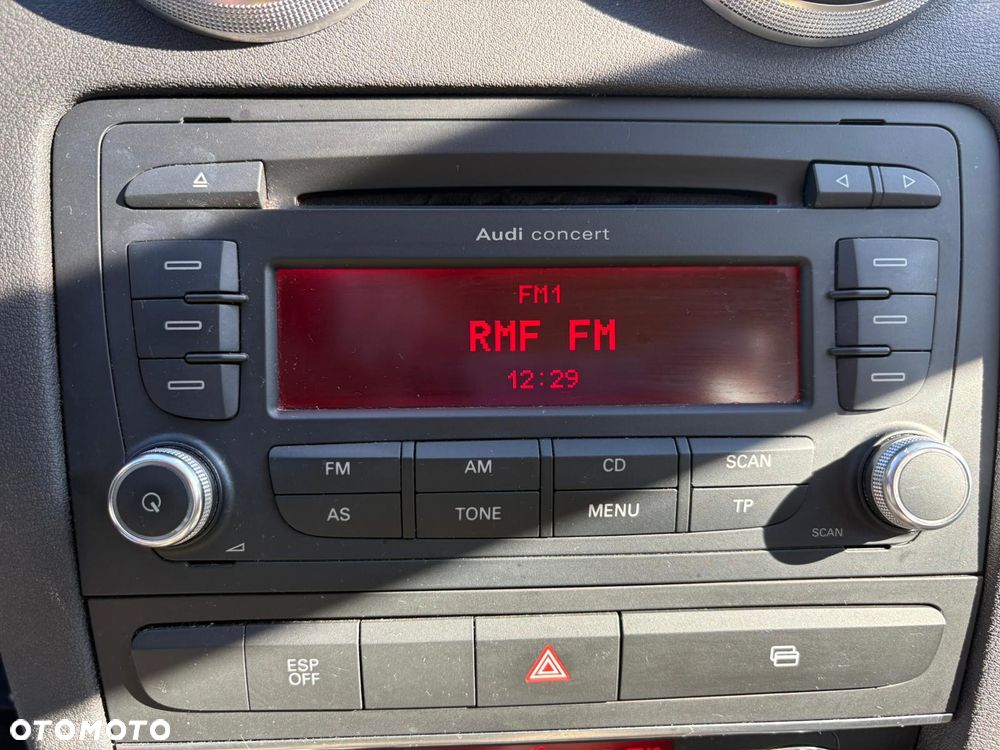 Audi concert
FM1
RMF FM
12:29
FM AM CD SCAN
AS TONE MENU TP
SCAN
ESP
OFF
OTOMOTO